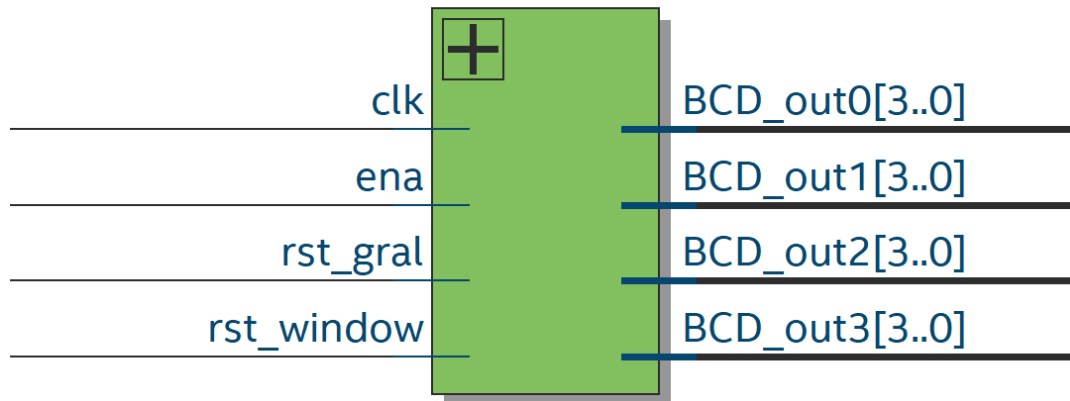 clk
BCD_out0[3..0]
ena
BCD_out1[3..0]
rst_gral
BCD_out2[3..0]
rst_window
BCD_out3[3..0]